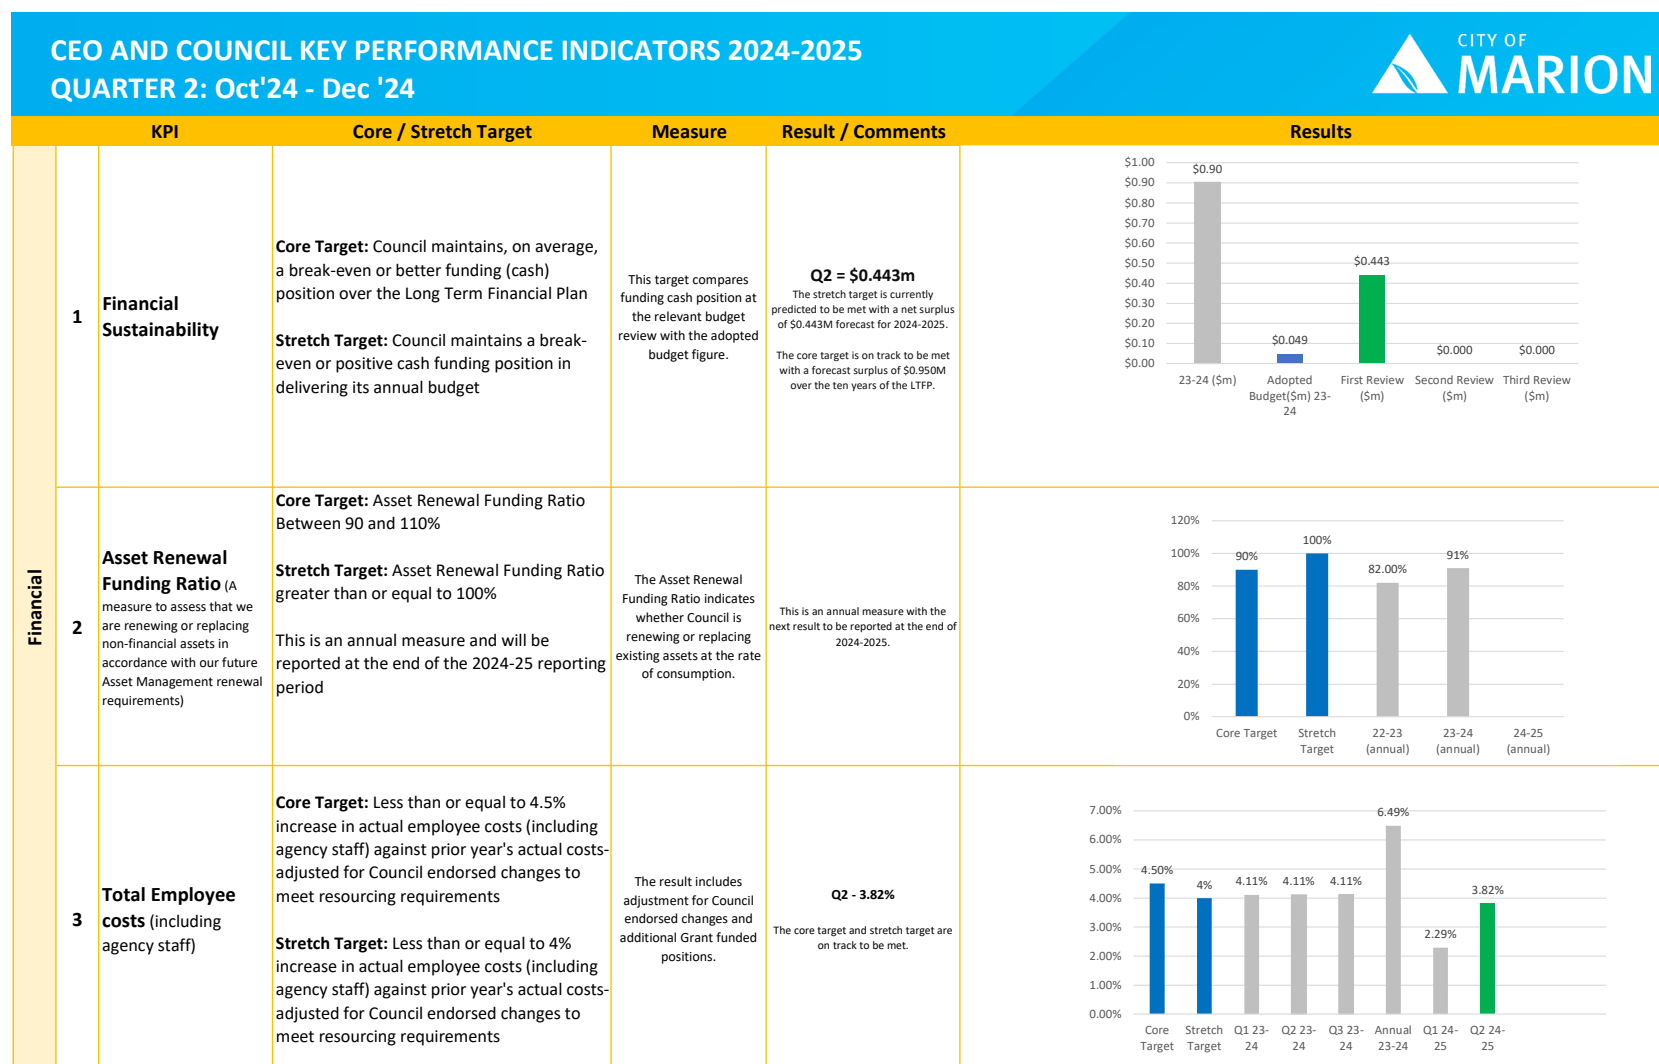 CEO AND COUNCIL KEY PERFORMANCE INDICATORS 2024-2025
QUARTER 2: Oct'24 - Dec '24
CITY OF
MARION
KPI
Core / Stretch Target
Measure
Result / Comments
Results
Financial
1
Financial
Sustainability
Core Target: Council maintains, on average,
a break-even or better funding (cash)
position over the Long Term Financial Plan
Stretch Target: Council maintains a break-
even or positive cash funding position in
delivering its annual budget
This target compares
funding cash position at
the relevant budget
review with the adopted
budget figure.
Q2 = $0.443m
The stretch target is currently
predicted to be met with a net surplus
of $0.443M forecast for 2024-2025.
The core target is on track to be met
with a forecast surplus of $0.950M
over the ten years of the LTFP.
$1.00
$0.90
$0.80
$0.70
$0.60
$0.50
$0.40
$0.30
$0.20
$0.10
$0.00
$0.90
$0.049
$0.443
$0.000
$0.000
23-24 ($m)
Adopted
Budget($m) 23-
24
First Review
($m)
Second Review
($m)
Third Review
($m)
2
Asset Renewal
Funding Ratio (A
measure to assess that we
are renewing or replacing
non-financial assets in
accordance with our future
Asset Management renewal
requirements)
Core Target: Asset Renewal Funding Ratio
Between 90 and 110%
Stretch Target: Asset Renewal Funding Ratio
greater than or equal to 100%
This is an annual measure and will be
reported at the end of the 2024-25 reporting
period
The Asset Renewal
Funding Ratio indicates
whether Council is
renewing or replacing
existing assets at the rate
of consumption.
This is an annual measure with the
next result to be reported at the end of
2024-2025.
120%
100%
80%
60%
40%
20%
0%
90%
100%
82.00%
91%
Core Target
Stretch
Target
22-23
(annual)
23-24
(annual)
24-25
(annual)
3
Total Employee
costs (including
agency staff)
Core Target: Less than or equal to 4.5%
increase in actual employee costs (including
agency staff) against prior year's actual costs-
adjusted for Council endorsed changes to
meet resourcing requirements
Stretch Target: Less than or equal to 4%
increase in actual employee costs (including
agency staff) against prior year's actual costs-
adjusted for Council endorsed changes to
meet resourcing requirements
The result includes
adjustment for Council
endorsed changes and
additional Grant funded
positions.
Q2 - 3.82%
The core target and stretch target are
on track to be met.
7.00%
6.00%
5.00%
4.00%
3.00%
2.00%
1.00%
0.00%
4.50%
4%
4.11%
4.11%
4.11%
6.49%
2.29%
3.82%
Core
Target
Stretch
Target
Q1 23-
24
Q2 23-
24
Q3 23-
24
Annual
23-24
Q1 24-
25
Q2 24-
25